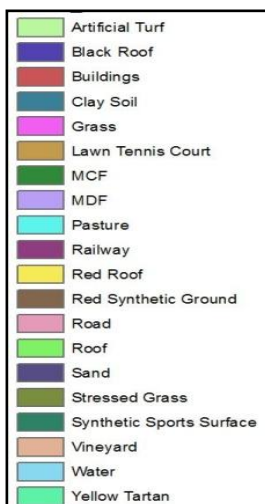 Artificial Turf
Black Roof
Buildings
Clay Soil
Grass
Lawn Tennis Court
MCF
MDF
Pasture
Railway
Red Roof
Red Synthetic Ground
Road
Roof
Sand
Stressed Grass
Synthetic Sports Surface
Vineyard
Water
Yellow Tartan